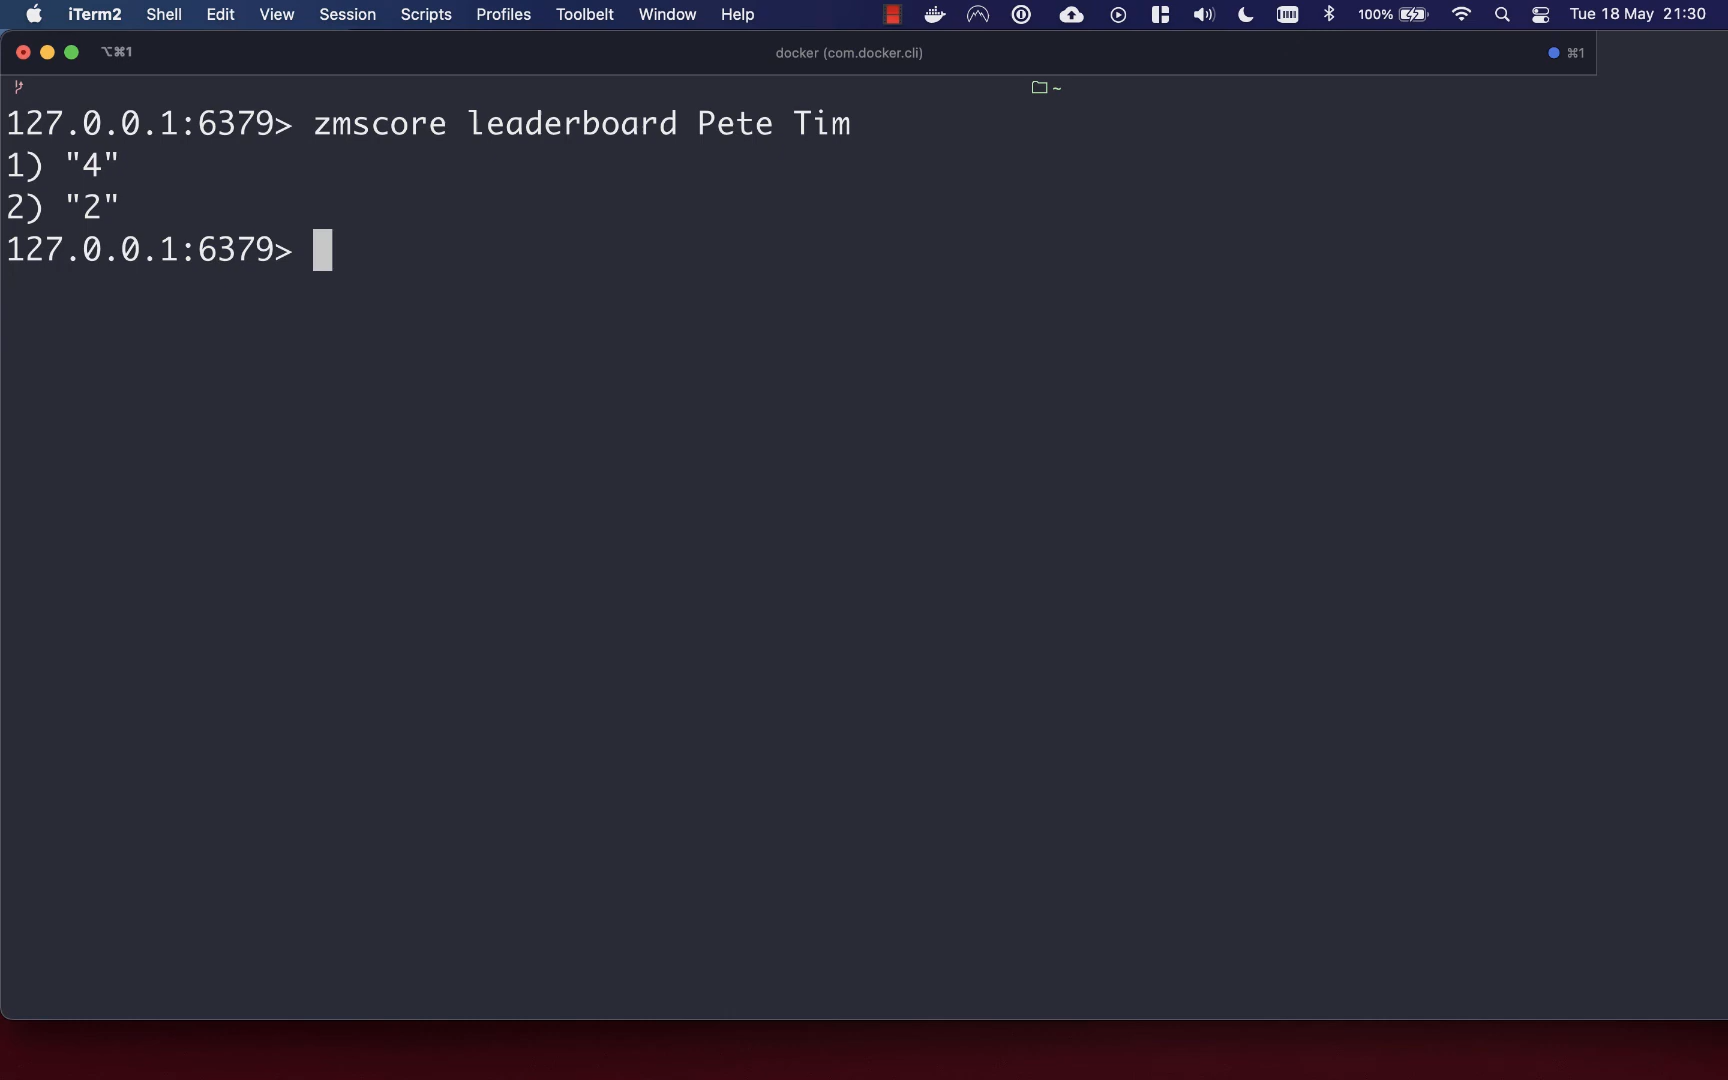 iTerm2 Shell Edit View Session Scripts Profiles Toolbelt Window Help 100% Tue 18 May 21:30
⌥⌘1 docker (com.docker.cli) ⌘1
~
127.0.0.1:6379> zmscore leaderboard Pete Tim
1) "4"
2) "2"
127.0.0.1:6379>